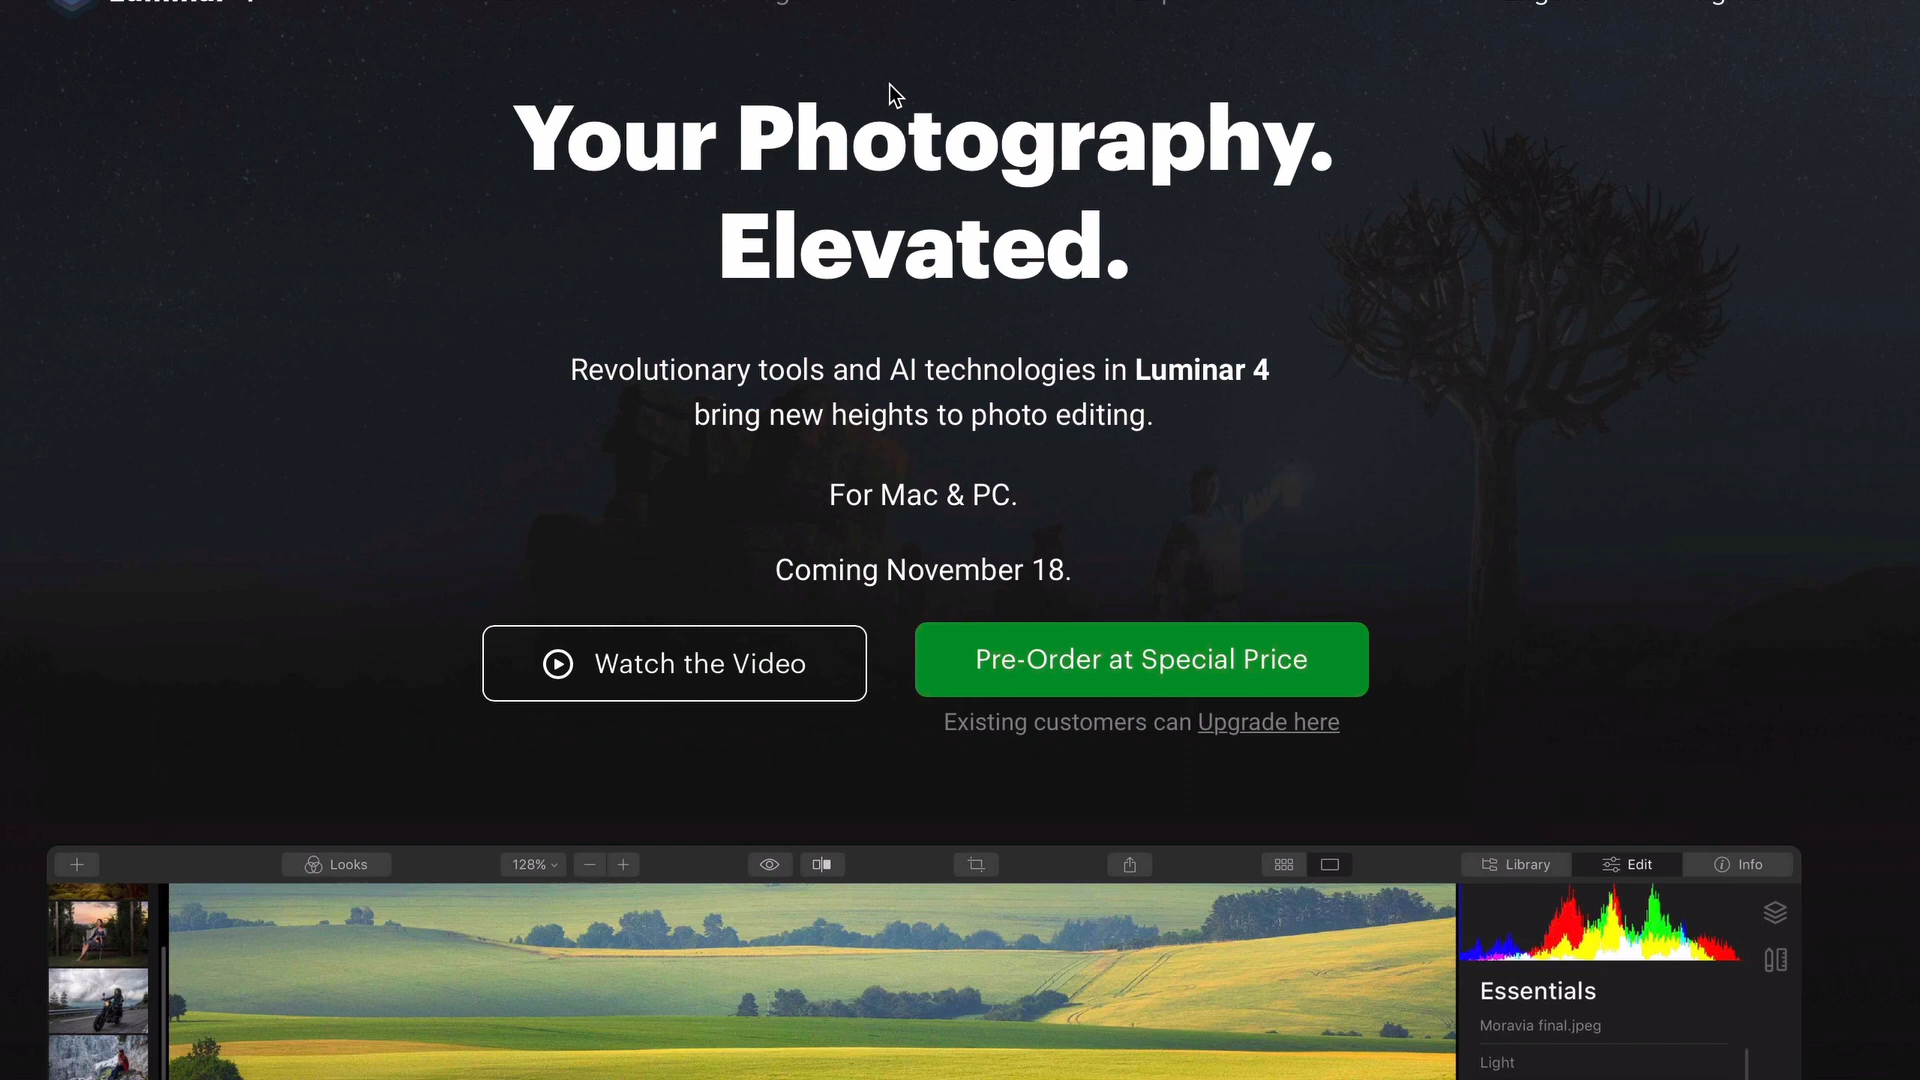 Your Photography.
Elevated.
Revolutionary tools and AI technologies in Luminar 4
bring new heights to photo editing.
For Mac & PC.
Coming November 18.
Watch the Video
Pre-Order at Special Price
Existing customers can Upgrade here
Looks
128%
Library
Edit
Info
Essentials
Moravia final.jpeg
Light